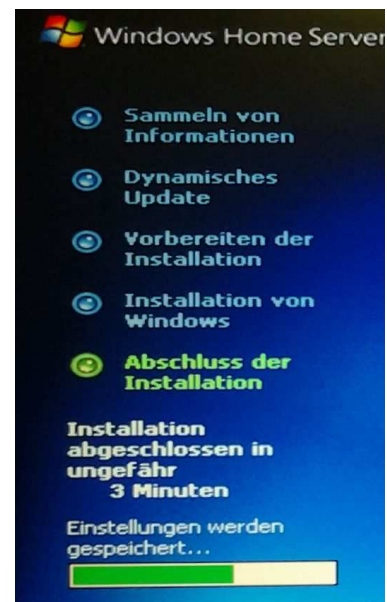 Windows Home Server
Sammeln von
Informationen
Dynamisches
Update
Vorbereiten der
Installation
Installation von
Windows
Abschluss der
Installation
Installation
abgeschlossen in
ungefähr
3 Minuten
Einstellungen werden
gespeichert...